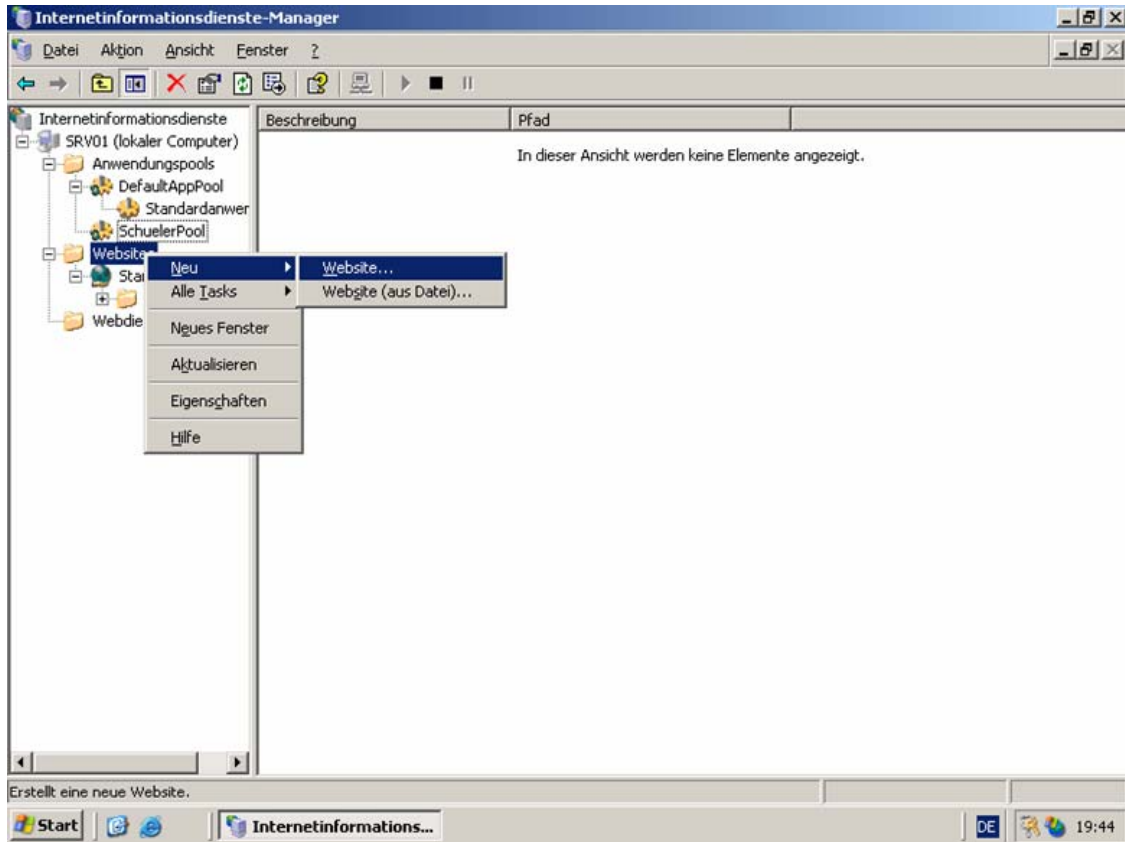 Internetinformationsdienste-Manager
Datei Aktion Ansicht Fenster ?
Internetinformationsdienste
SRV01 (lokaler Computer)
Anwendungspools
DefaultAppPool
Standardanwer
SchuelerPool
Websites
Star
Webdie
Beschreibung Pfad
In dieser Ansicht werden keine Elemente angezeigt.
Neu
Alle Tasks
Neues Fenster
Aktualisieren
Eigenschaften
Hilfe
Website...
Website (aus Datei)...
Erstellt eine neue Website.
Start Internetinformations... DE 19:44